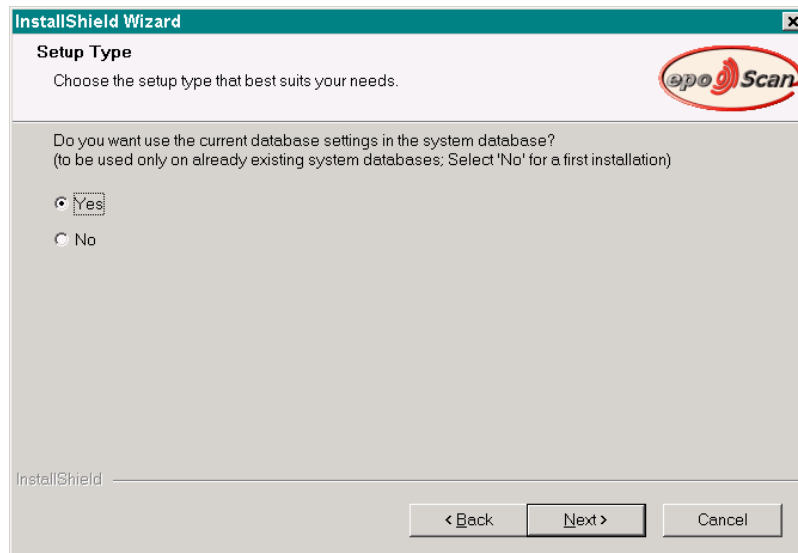 InstallShield Wizard
Setup Type
Choose the setup type that best suits your needs.
epo Scan
Do you want use the current database settings in the system database?
(to be used only on already existing system databases; Select 'No' for a first installation)
Yes
No
InstallShield
< Back
Next >
Cancel